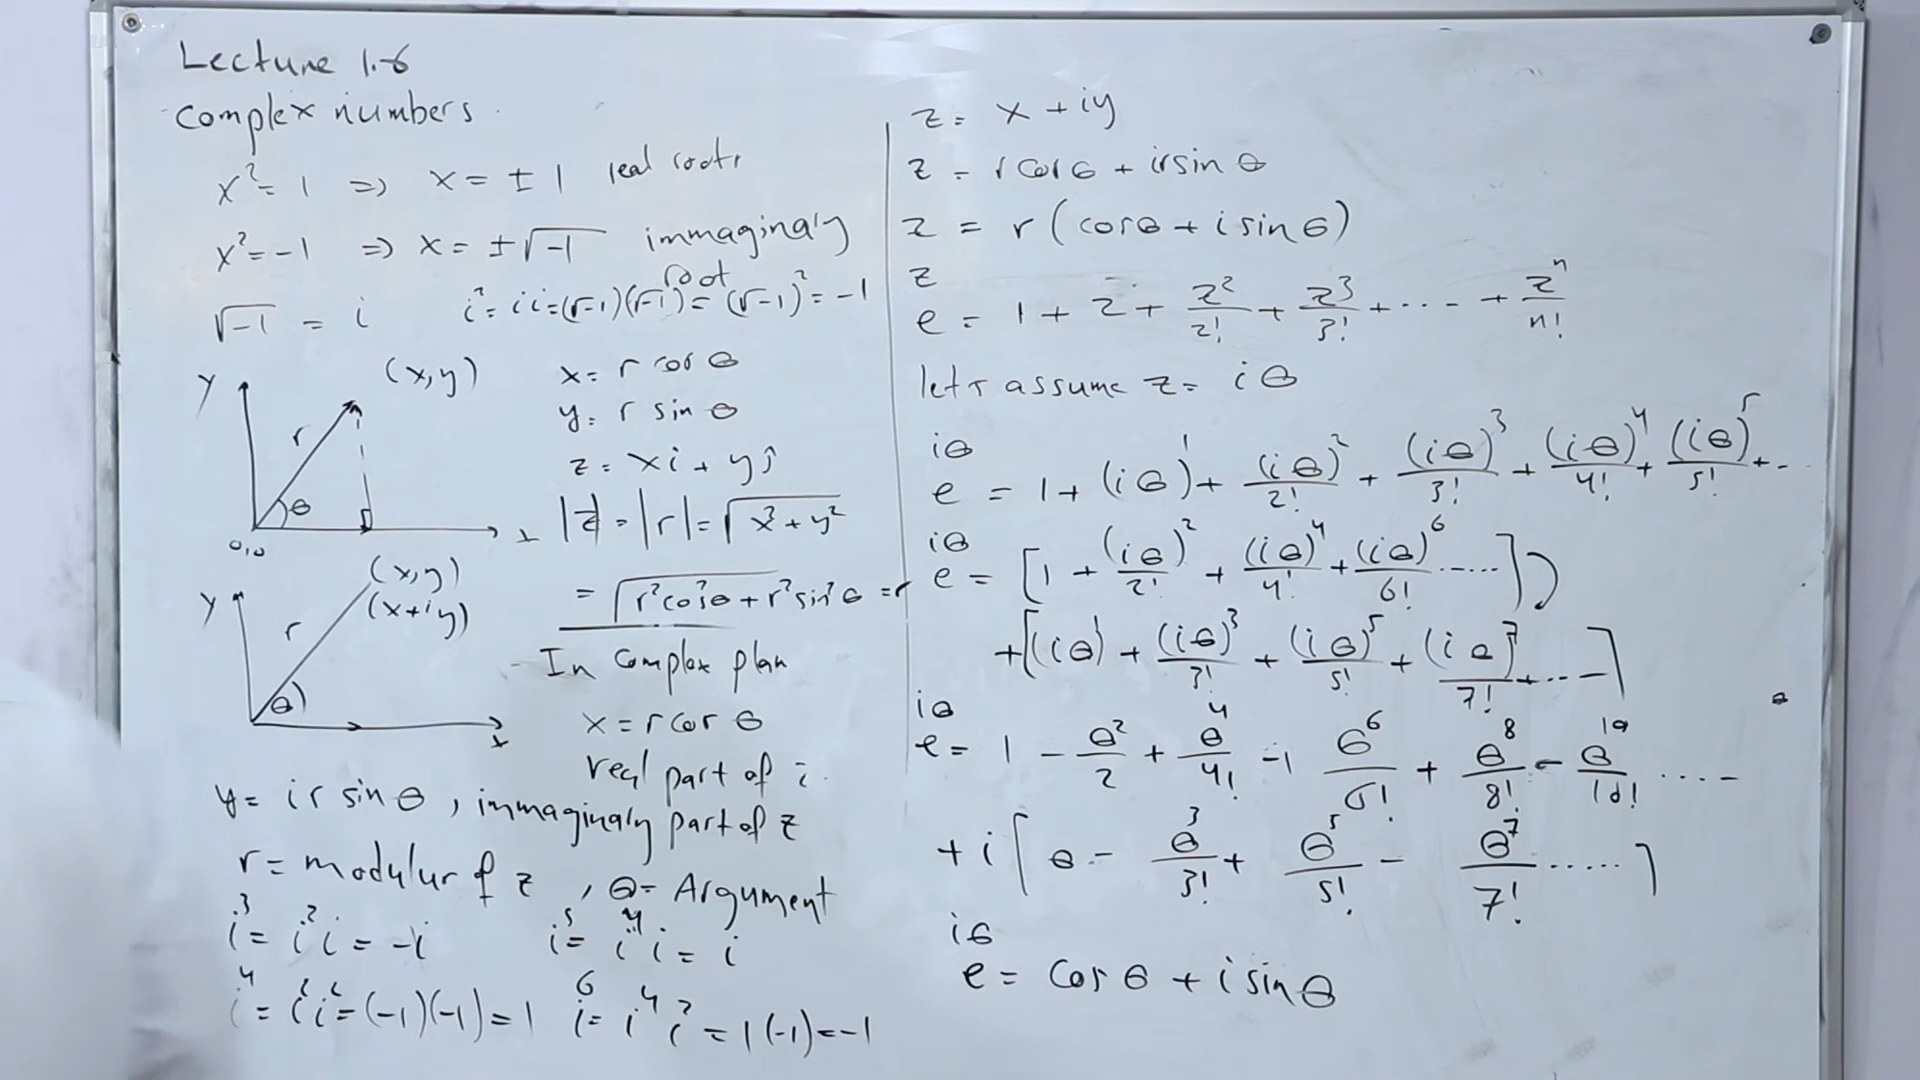 Lecture 1.6
Complex numbers
x² = 1 => x = ± 1 real roots
x² = -1 => x = ± √-1 immaginary root
√-1 = i i² = i i = (√-1)(√-1) = (√-1)² = -1
y (x,y)
r
θ
0,0 x
x = r cos θ
y = r sin θ
z = xi + yj
|z| = |r| = √x² + y²
= √r²cos²θ + r²sin²θ = r
y (x,y)
(x+iy)
r
θ
x
In Complex plan
x = r cos θ
real part of z
y = i r sin θ, immaginary part of z
r = modulus of z, θ = Argument
i³ = i² i = -i i⁵ = i⁴ i = i
i⁴ = i² i² = (-1)(-1) = 1 i⁶ = i⁴ i² = 1(-1) = -1
z = x + iy
z = r cos θ + i r sin θ
z = r (cos θ + i sin θ)
e^z = 1 + z + z²/2! + z³/3! + .... + zⁿ/n!
lets assume z = iθ
e^iθ = 1 + (iθ)¹ + (iθ)²/2! + (iθ)³/3! + (iθ)⁴/4! + (iθ)⁵/5! + ..
e^iθ = [1 + (iθ)²/2! + (iθ)⁴/4! + (iθ)⁶/6! .....])
+ [(iθ)¹ + (iθ)³/3! + (iθ)⁵/5! + (iθ)⁷/7! + ...]
e^iθ = 1 - θ²/2 + θ⁴/4! -1 θ⁶/6! + θ⁸/8! - θ¹⁰/10! ....
+ i [θ - θ³/3! + θ⁵/5! - θ⁷/7! .....]
e^iθ = cos θ + i sin θ